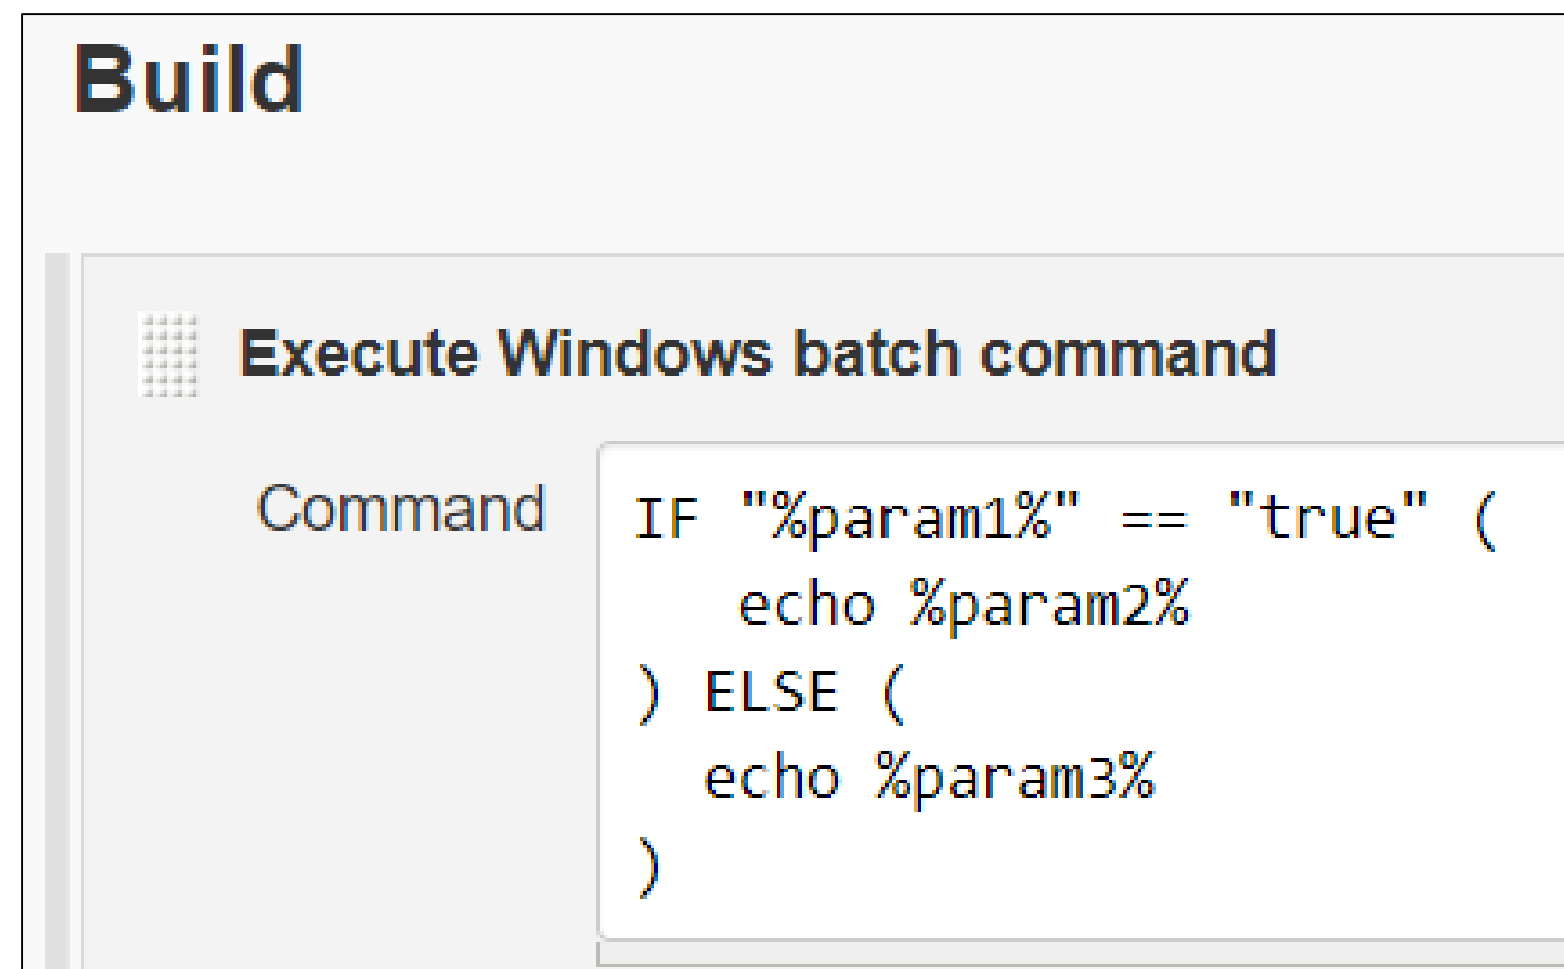 Build
Execute Windows batch command
Command
IF "%param1%" == "true" (
echo %param2%
) ELSE (
echo %param3%
)